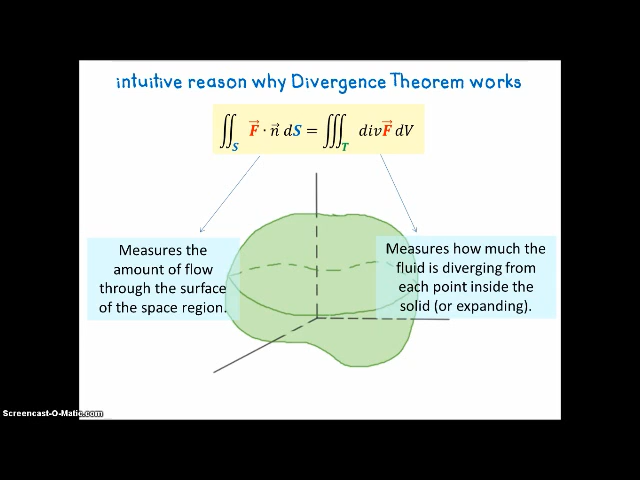 intuitive reason why Divergence Theorem works
∬_S F⃗ · n⃗ dS = ∭_T divF⃗ dV
Measures the
amount of flow
through the surface
of the space region.
Measures how much the
fluid is diverging from
each point inside the
solid (or expanding).
Screencast-O-Matic.com